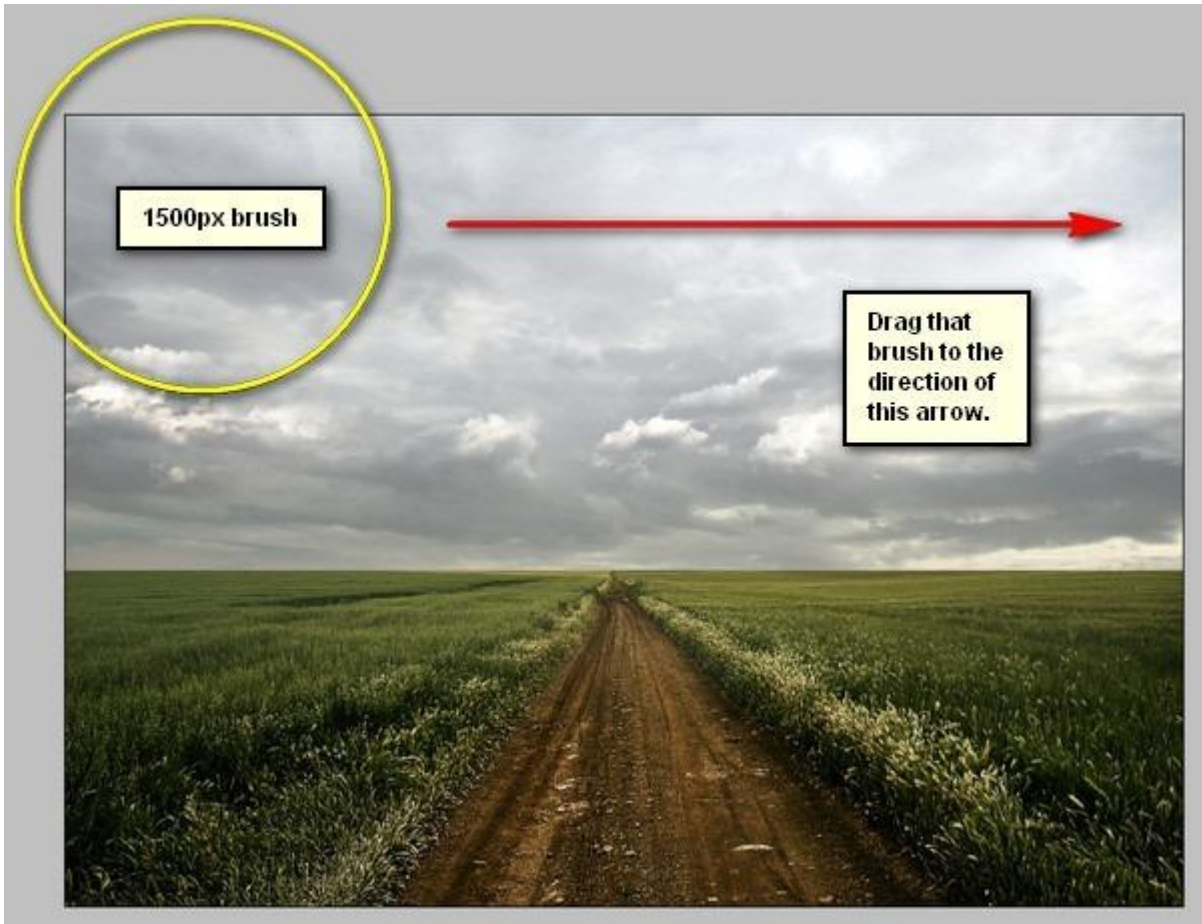 1500px brush
Drag that
brush to the
direction of
this arrow.